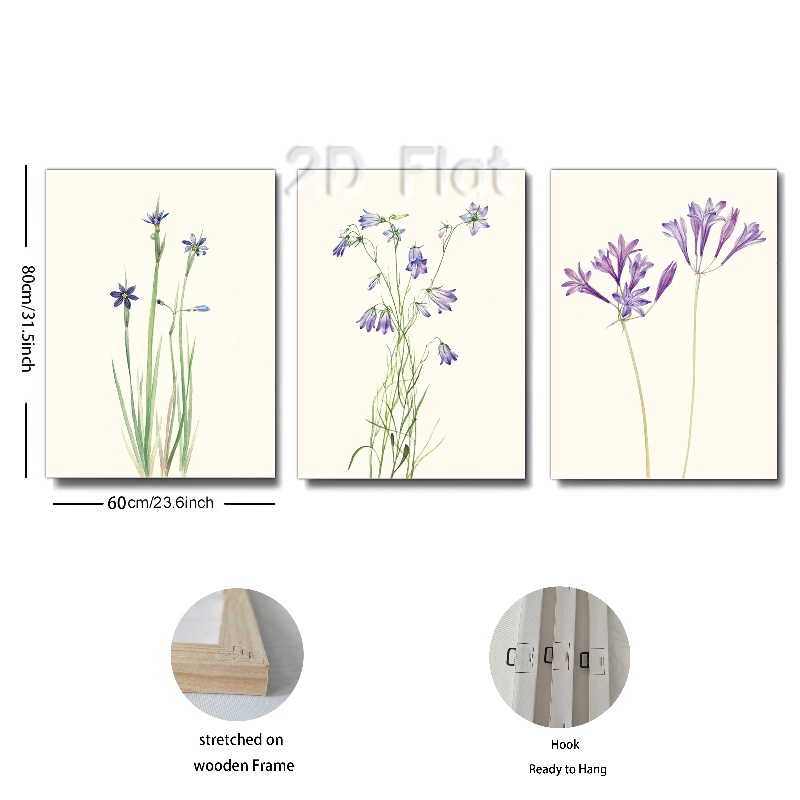 2D Flat
80cm/31.5inch
60cm/23.6inch
stretched on
wooden Frame
Hook
Ready to Hang